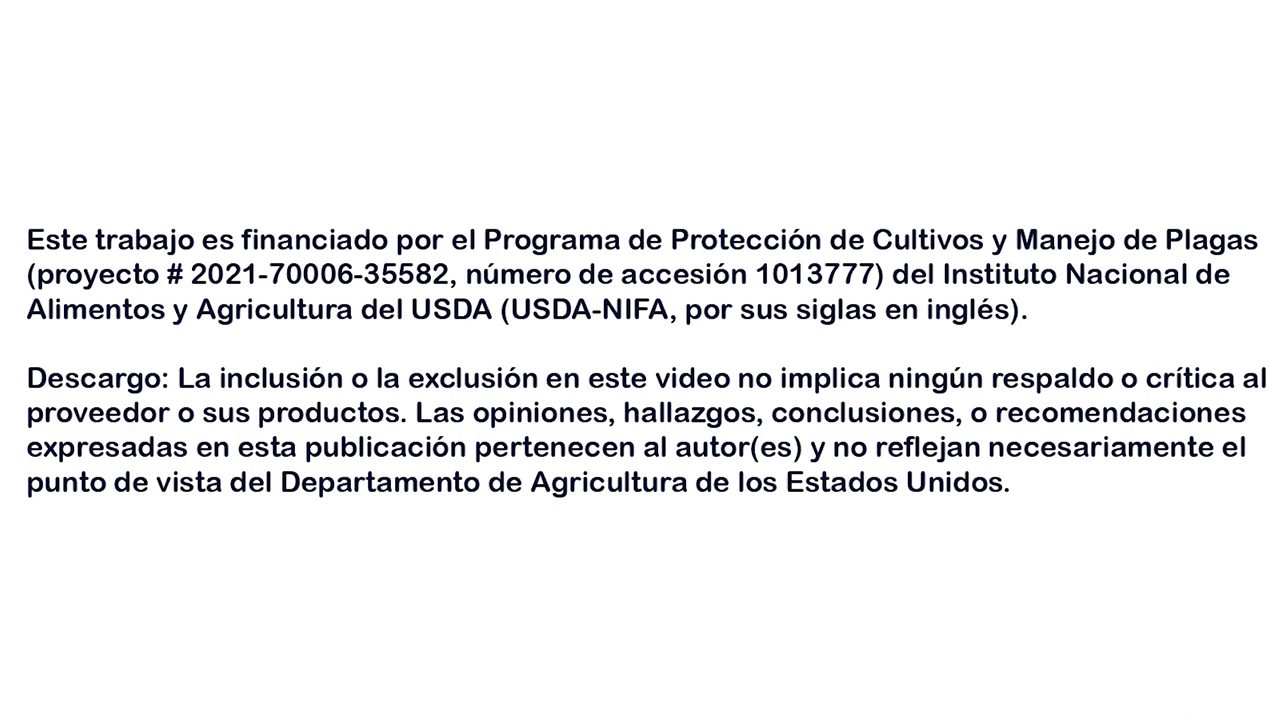 Este trabajo es financiado por el Programa de Protección de Cultivos y Manejo de Plagas
(proyecto # 2021-70006-35582, número de accesión 1013777) del Instituto Nacional de
Alimentos y Agricultura del USDA (USDA-NIFA, por sus siglas en inglés).
Descargo: La inclusión o la exclusión en este video no implica ningún respaldo o crítica al
proveedor o sus productos. Las opiniones, hallazgos, conclusiones, o recomendaciones
expresadas en esta publicación pertenecen al autor(es) y no reflejan necesariamente el
punto de vista del Departamento de Agricultura de los Estados Unidos.